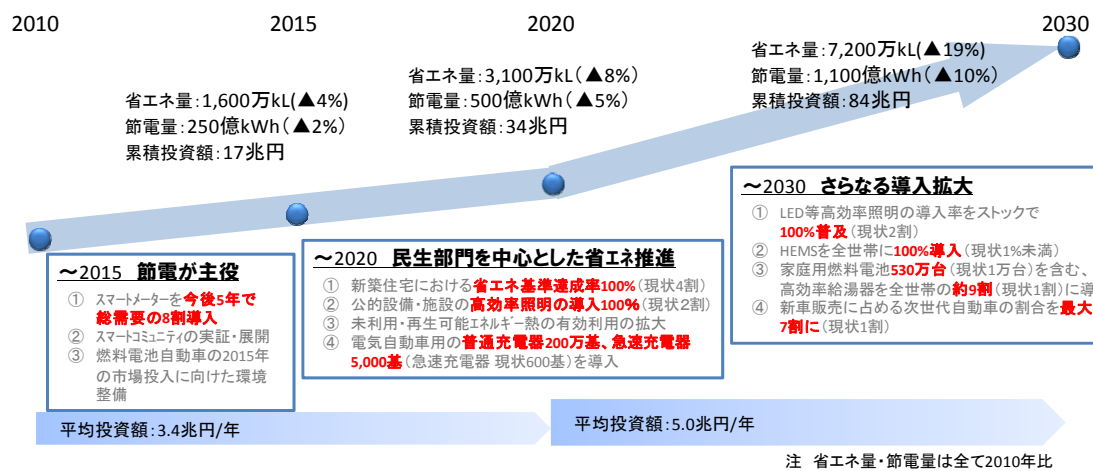 2010
2015
2020
2030
省エネ量:1,600万kL(▲4%)
節電量:250億kWh(▲2%)
累積投資額:17兆円
省エネ量:3,100万kL(▲8%)
節電量:500億kWh(▲5%)
累積投資額:34兆円
省エネ量:7,200万kL(▲19%)
節電量:1,100億kWh(▲10%)
累積投資額:84兆円
～2015 節電が主役
① スマートメーターを今後5年で
総需要の8割導入
② スマートコミュニティの実証・展開
③ 燃料電池自動車の2015年
の市場投入に向けた環境
整備
～2020 民生部門を中心とした省エネ推進
① 新築住宅における省エネ基準達成率100%(現状4割)
② 公的設備・施設の高効率照明の導入100%(現状2割)
③ 未利用・再生可能エネルギー熱の有効利用の拡大
④ 電気自動車用の普通充電器200万基、急速充電器
5,000基(急速充電器 現状600基)を導入
～2030 さらなる導入拡大
① LED等高効率照明の導入率をストックで
100%普及(現状2割)
② HEMSを全世帯に100%導入(現状1%未満)
③ 家庭用燃料電池530万台(現状1万台)を含む、
高効率給湯器を全世帯の約9割(現状1割)に導
④ 新車販売に占める次世代自動車の割合を最大
7割に(現状1割)
平均投資額:3.4兆円/年
平均投資額:5.0兆円/年
注 省エネ量・節電量は全て2010年比